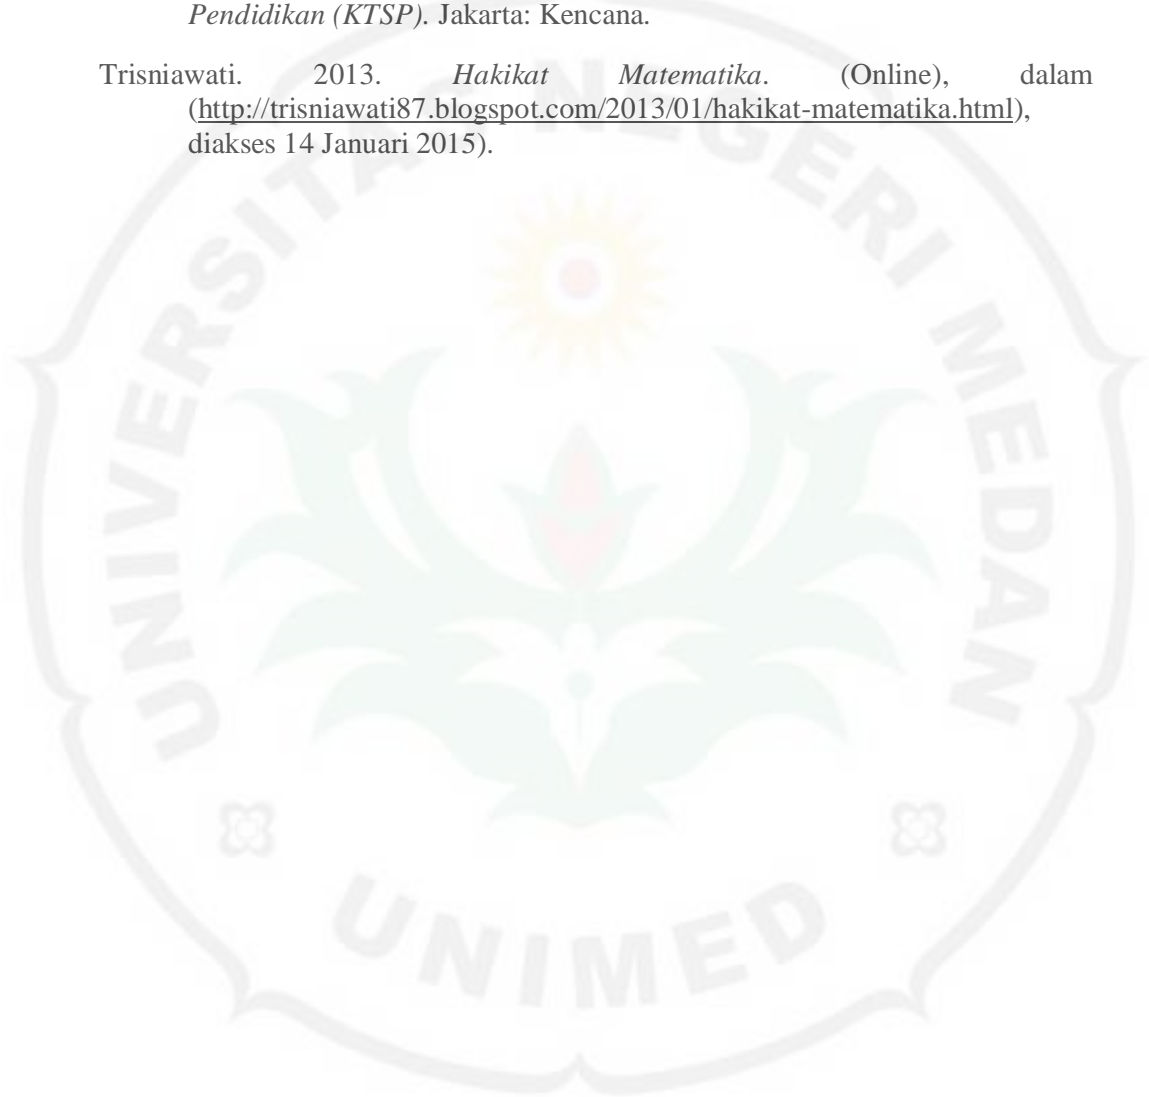 Pendidikan (KTSP). Jakarta: Kencana.
Trisniawati. 2013. Hakikat Matematika. (Online), dalam
(http://trisniawati87.blogspot.com/2013/01/hakikat-matematika.html),
diakses 14 Januari 2015).
UNIVERSITAS NEGERI MEDAN
UNIMED